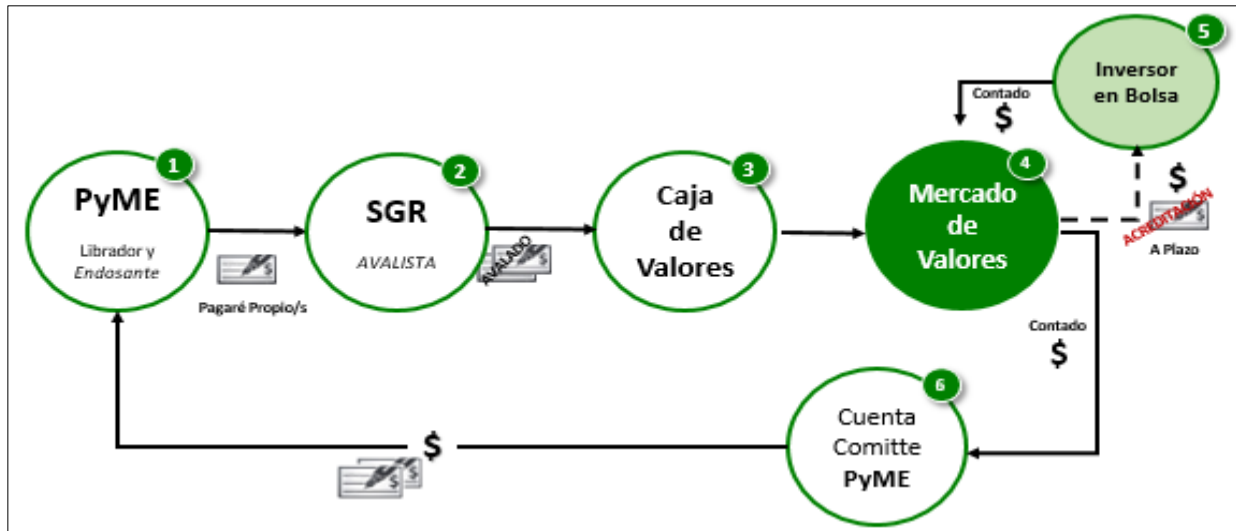 1
PyME
Librador y
Endosante
Pagaré Propio/s
$
2
SGR
AVALISTA
AVALADO
$
3
Caja
de
Valores
4
Mercado
de
Valores
5
Inversor
en Bolsa
Contado
$
$
ACREDITACIÓN
$
A Plazo
Contado
$
6
Cuenta
Comitte
PyME
$
$